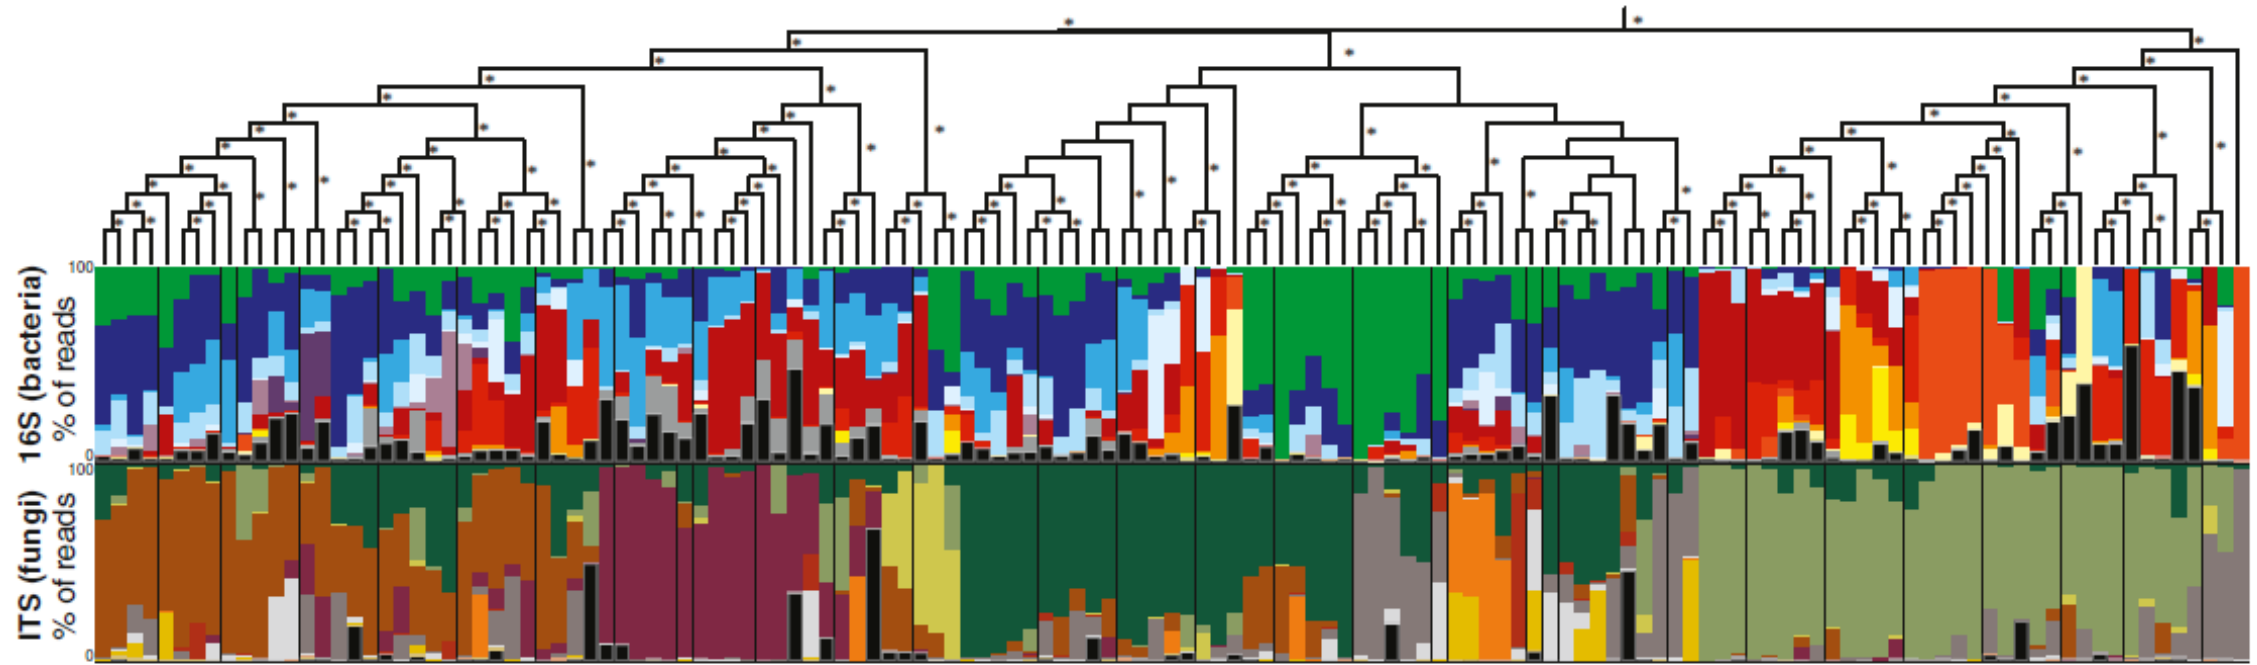 16S (bacteria)
% of reads
100
0
ITS (fungi)
% of reads
100
0